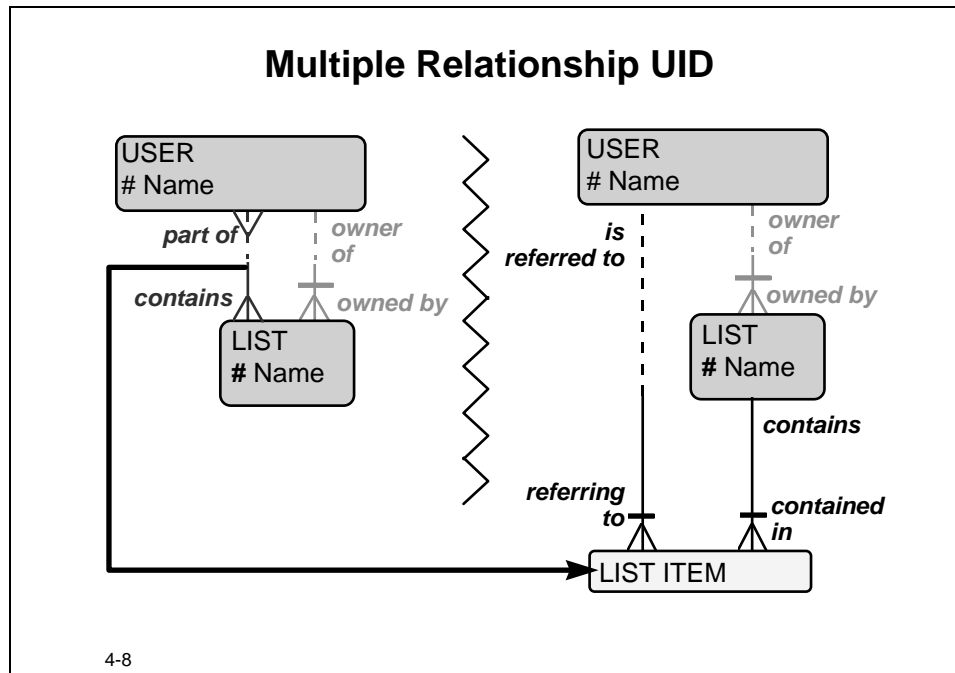 Multiple Relationship UID
USER
# Name
part of
owner
of
contains
owned by
LIST
# Name
USER
# Name
is
referred to
owner
of
owned by
LIST
# Name
contains
referring
to
contained
in
LIST ITEM
4-8